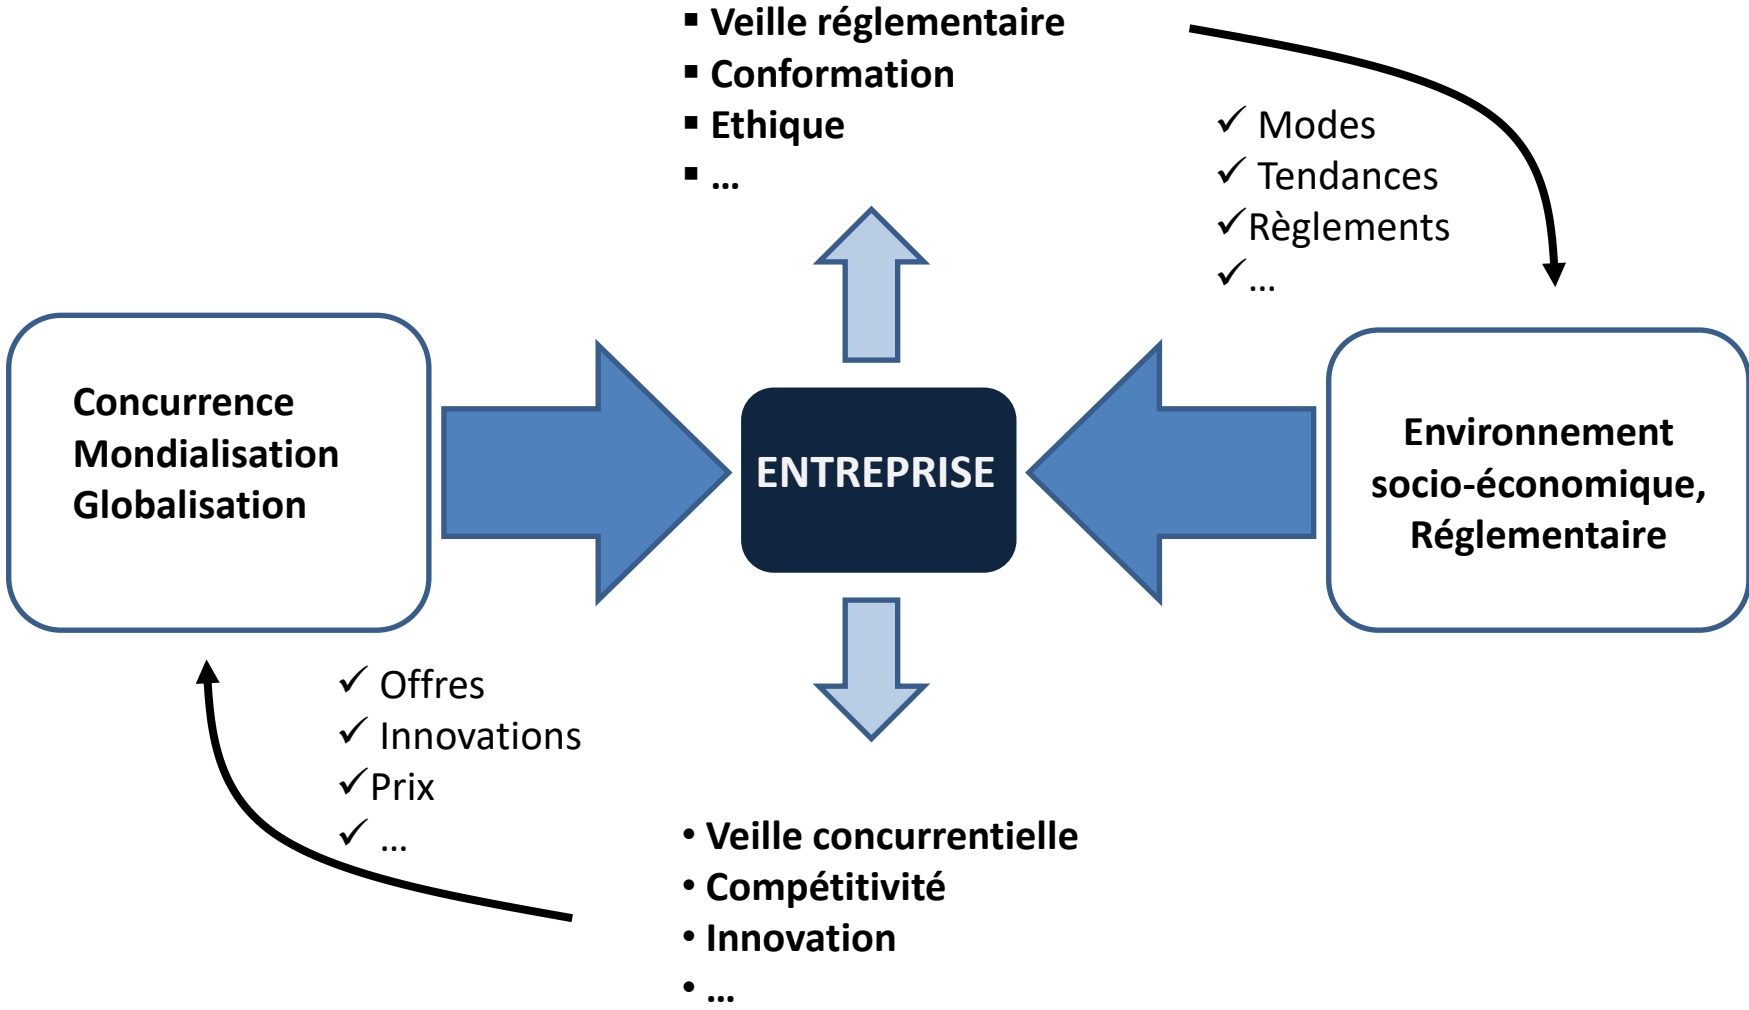 ▪ Veille réglementaire
▪ Conformation
▪ Ethique
▪ ...
✓ Modes
✓ Tendances
✓Règlements
✓...
Concurrence
Mondialisation
Globalisation
ENTREPRISE
Environnement
socio-économique,
Réglementaire
✓ Offres
✓ Innovations
✓Prix
✓ ...
• Veille concurrentielle
• Compétitivité
• Innovation
• ...